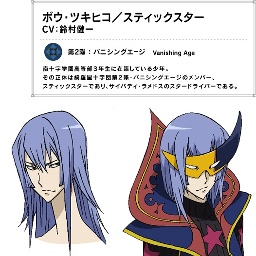 ボウ・ツキヒコ／スティックスター
CV：鈴村健一
第2隊：バニシングエージ Vanishing Age
南十字学園高等部3年生に在籍している少年。
その正体は綺羅星十字団第2隊・バニシングエージのメンバー、
スティックスターであり、サイバディ・ラメドスのスタードライバーである。